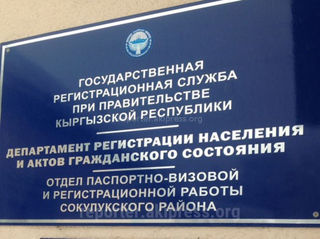 ГОСУДАРСТВЕННАЯ
РЕГИСТРАЦИОННАЯ СЛУЖБА
ПРИ ПРАВИТЕЛЬСТВЕ
КЫРГЫЗСКОЙ РЕСПУБЛИКИ
ДЕПАРТАМЕНТ РЕГИСТРАЦИИ НАСЕЛЕНИЯ
И АКТОВ ГРАЖДАНСКОГО СОСТОЯНИЯ
ОТДЕЛ ПАСПОРТНО-ВИЗОВОЙ
И РЕГИСТРАЦИОННОЙ РАБОТЫ
СОКУЛУКСКОГО РАЙОНА
reporter.akipress.org